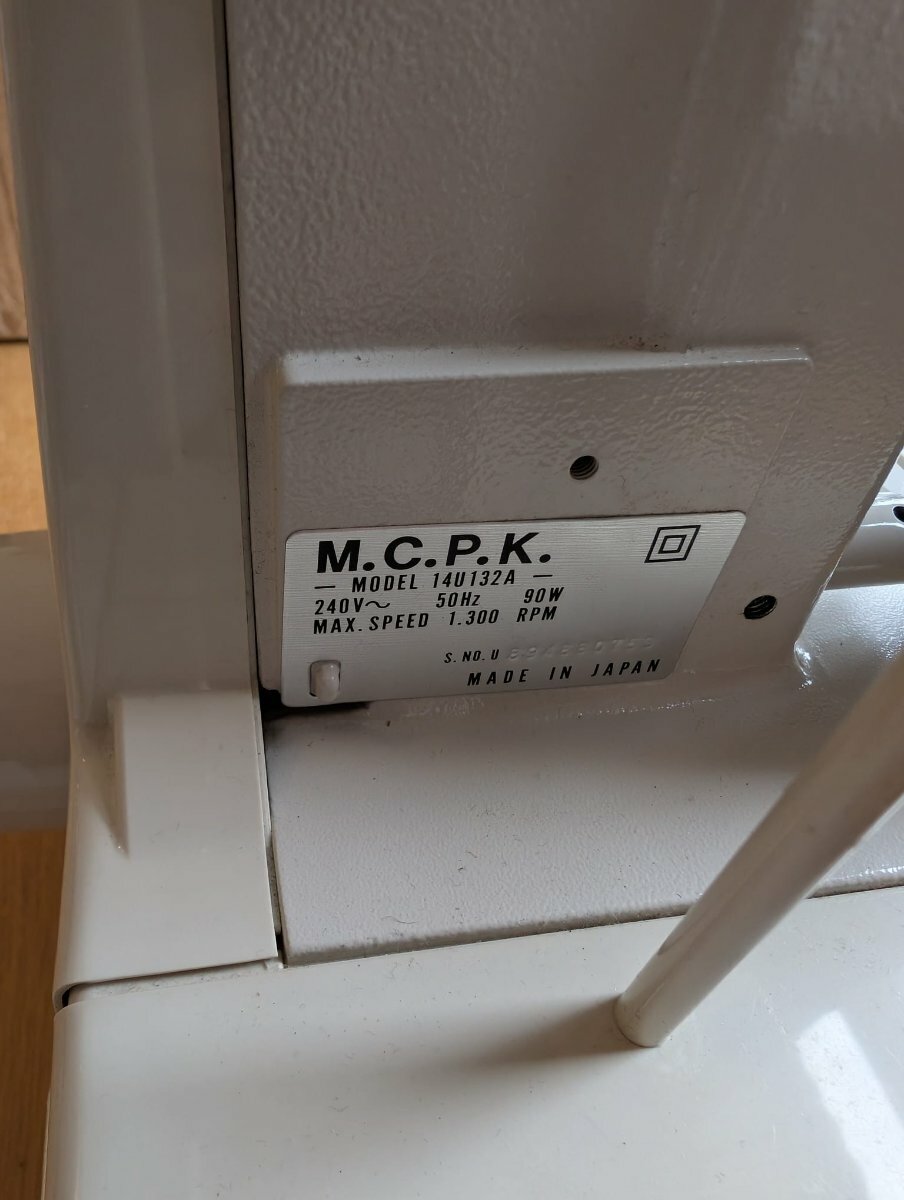 M.C.P.K.
— MODEL 14U132A —
240V~ 50Hz 90W
MAX. SPEED 1.300 RPM
S. NO. U
MADE IN JAPAN